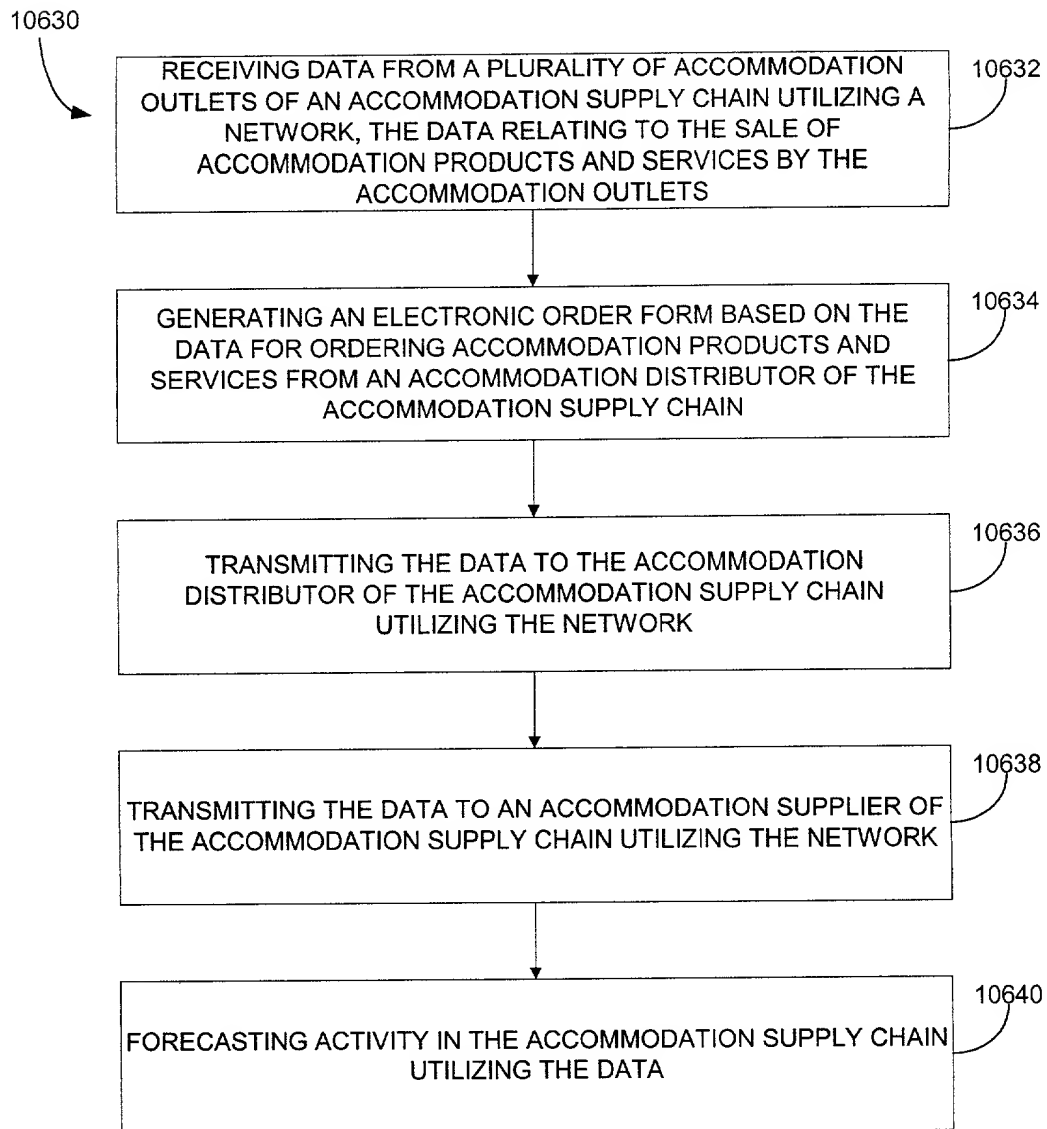 10630
RECEIVING DATA FROM A PLURALITY OF ACCOMMODATION
OUTLETS OF AN ACCOMMODATION SUPPLY CHAIN UTILIZING A
NETWORK, THE DATA RELATING TO THE SALE OF
ACCOMMODATION PRODUCTS AND SERVICES BY THE
ACCOMMODATION OUTLETS
10632
GENERATING AN ELECTRONIC ORDER FORM BASED ON THE
DATA FOR ORDERING ACCOMMODATION PRODUCTS AND
SERVICES FROM AN ACCOMMODATION DISTRIBUTOR OF THE
ACCOMMODATION SUPPLY CHAIN
10634
TRANSMITTING THE DATA TO THE ACCOMMODATION
DISTRIBUTOR OF THE ACCOMMODATION SUPPLY CHAIN
UTILIZING THE NETWORK
10636
TRANSMITTING THE DATA TO AN ACCOMMODATION SUPPLIER OF
THE ACCOMMODATION SUPPLY CHAIN UTILIZING THE NETWORK
10638
FORECASTING ACTIVITY IN THE ACCOMMODATION SUPPLY CHAIN
UTILIZING THE DATA
10640